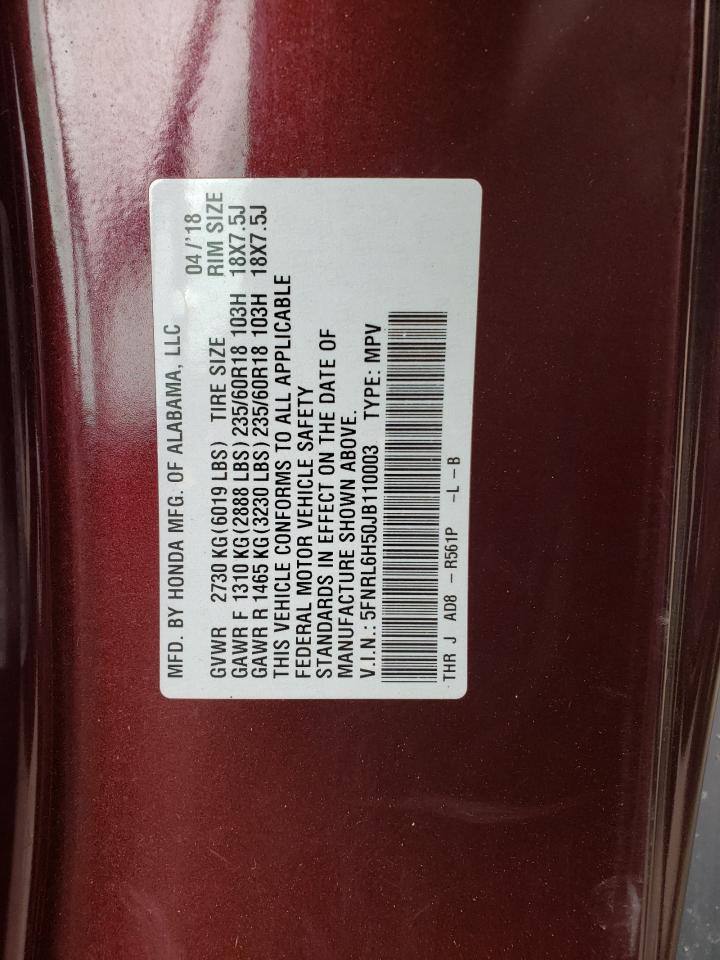 MFD. BY HONDA MFG. OF ALABAMA, LLC 04/'18
GVWR 2730 KG(6019 LBS) TIRE SIZE RIM SIZE
GAWR F 1310 KG(2888 LBS) 235/60R18 103H 18X7.5J
GAWR R 1465 KG(3230 LBS) 235/60R18 103H 18X7.5J
THIS VEHICLE CONFORMS TO ALL APPLICABLE
FEDERAL MOTOR VEHICLE SAFETY
STANDARDS IN EFFECT ON THE DATE OF
MANUFACTURE SHOWN ABOVE.
V.I.N.: 5FNRL6H50JB110003 TYPE: MPV
THR J AD8 - R561P - L - B